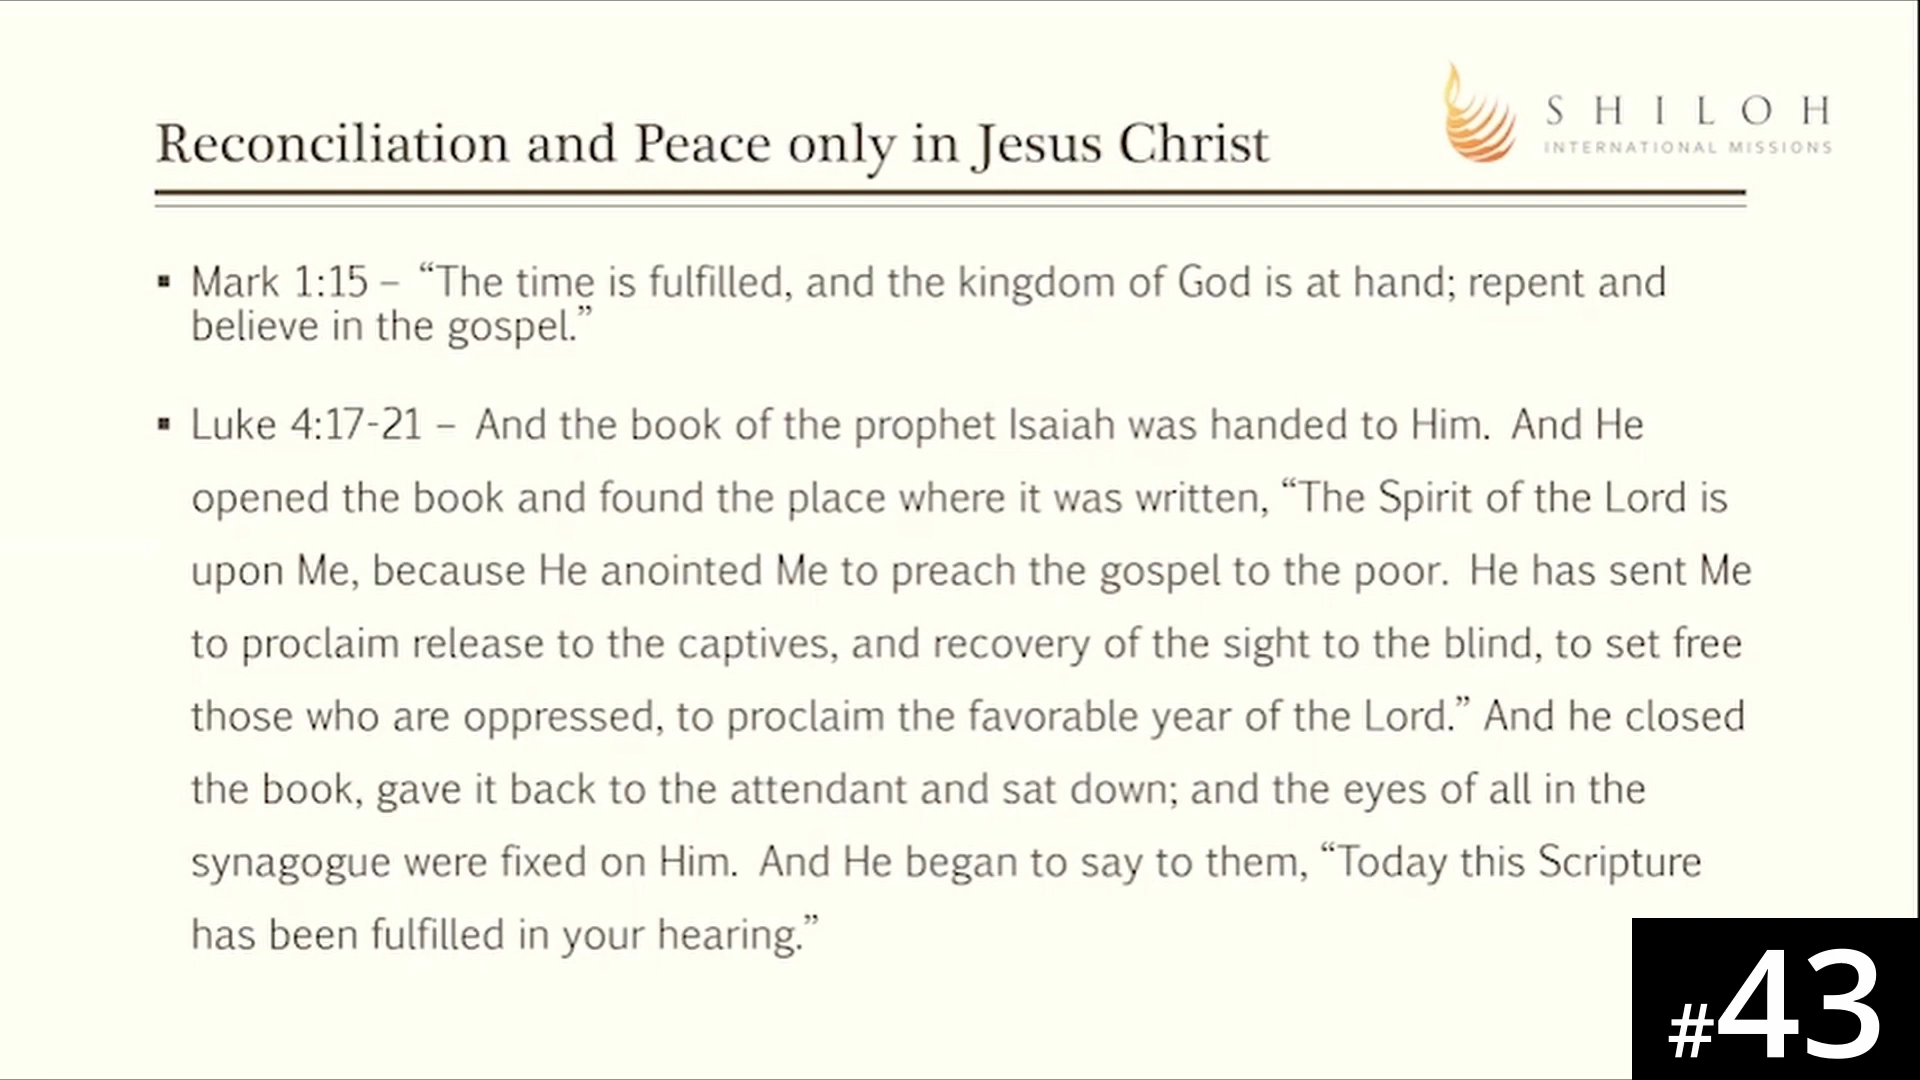 SHILOH
INTERNATIONAL MISSIONS
Reconciliation and Peace only in Jesus Christ
▪ Mark 1:15 – “The time is fulfilled, and the kingdom of God is at hand; repent and
believe in the gospel.”
▪ Luke 4:17-21 – And the book of the prophet Isaiah was handed to Him. And He
opened the book and found the place where it was written, “The Spirit of the Lord is
upon Me, because He anointed Me to preach the gospel to the poor. He has sent Me
to proclaim release to the captives, and recovery of the sight to the blind, to set free
those who are oppressed, to proclaim the favorable year of the Lord.” And he closed
the book, gave it back to the attendant and sat down; and the eyes of all in the
synagogue were fixed on Him. And He began to say to them, “Today this Scripture
has been fulfilled in your hearing.”
#43